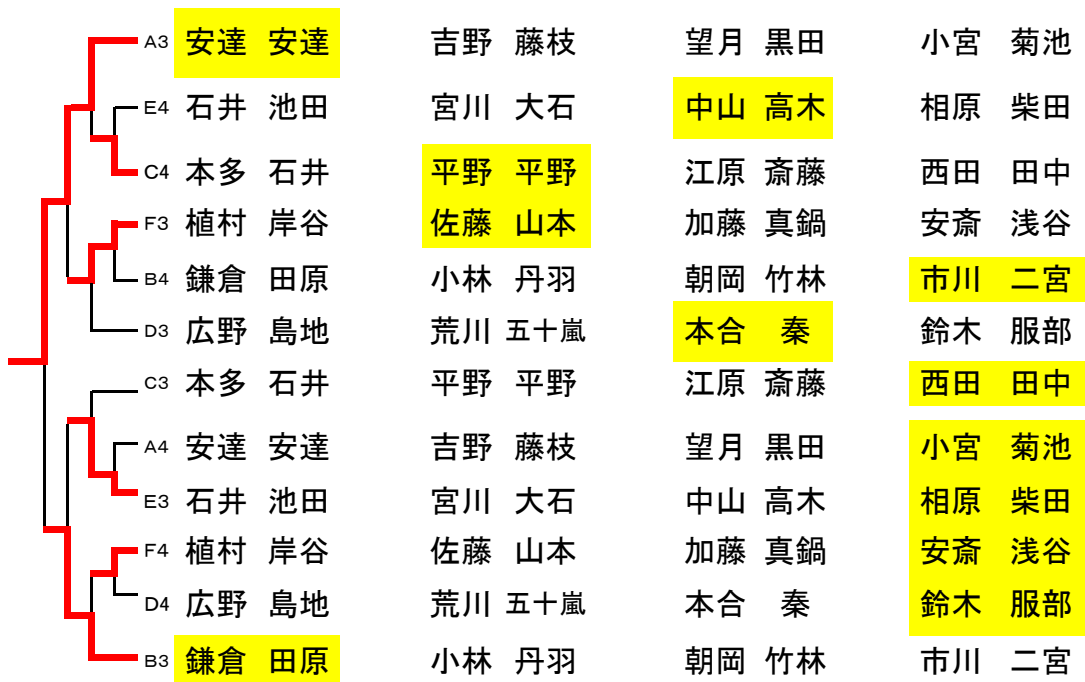 A3 安達 安達 吉野 藤枝 望月 黒田 小宮 菊池
E4 石井 池田 宮川 大石 中山 高木 相原 柴田
C4 本多 石井 平野 平野 江原 斎藤 西田 田中
F3 植村 岸谷 佐藤 山本 加藤 真鍋 安斎 浅谷
B4 鎌倉 田原 小林 丹羽 朝岡 竹林 市川 二宮
D3 広野 島地 荒川 五十嵐 本合 秦 鈴木 服部
C3 本多 石井 平野 平野 江原 斎藤 西田 田中
A4 安達 安達 吉野 藤枝 望月 黒田 小宮 菊池
E3 石井 池田 宮川 大石 中山 高木 相原 柴田
F4 植村 岸谷 佐藤 山本 加藤 真鍋 安斎 浅谷
D4 広野 島地 荒川 五十嵐 本合 秦 鈴木 服部
B3 鎌倉 田原 小林 丹羽 朝岡 竹林 市川 二宮